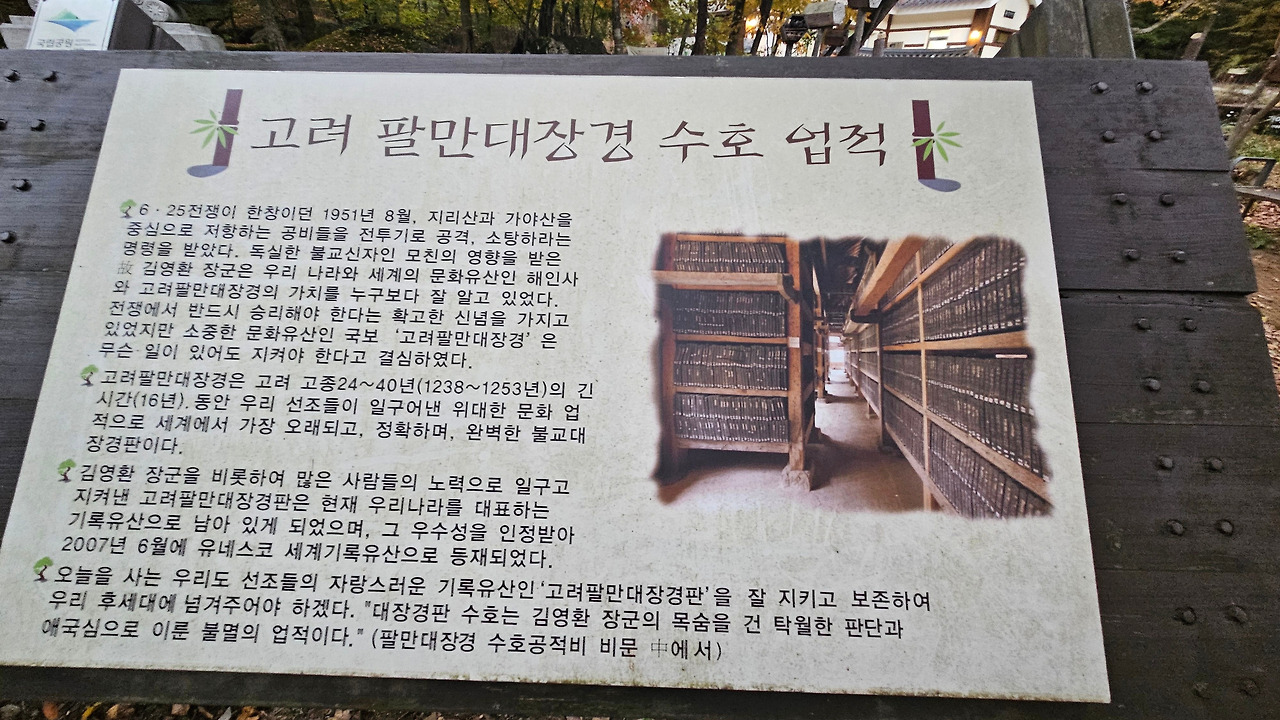 국립공원
고려 팔만대장경 수호 업적
6·25전쟁이 한창이던 1951년 8월, 지리산과 가야산을
중심으로 저항하는 공비들을 전투기로 공격, 소탕하라는
명령을 받았다. 독실한 불교신자인 모친의 영향을 받은
故 김영환 장군은 우리 나라와 세계의 문화유산인 해인사
와 고려팔만대장경의 가치를 누구보다 잘 알고 있었다.
전쟁에서 반드시 승리해야 한다는 확고한 신념을 가지고
있었지만 소중한 문화유산인 국보 '고려팔만대장경' 은
무슨 일이 있어도 지켜야 한다고 결심하였다.
고려팔만대장경은 고려 고종24~40년(1238~1253년)의 긴
시간(16년) 동안 우리 선조들이 일구어낸 위대한 문화 업
적으로 세계에서 가장 오래되고, 정확하며, 완벽한 불교대
장경판이다.
김영환 장군을 비롯하여 많은 사람들의 노력으로 일구고
지켜낸 고려팔만대장경판은 현재 우리나라를 대표하는
기록유산으로 남아 있게 되었으며, 그 우수성을 인정받아
2007년 6월에 유네스코 세계기록유산으로 등재되었다.
오늘을 사는 우리도 선조들의 자랑스러운 기록유산인 '고려팔만대장경판'을 잘 지키고 보존하여
우리 후세대에 넘겨주어야 하겠다. "대장경판 수호는 김영환 장군의 목숨을 건 탁월한 판단과
애국심으로 이룬 불멸의 업적이다." (팔만대장경 수호공적비 비문 中에서)